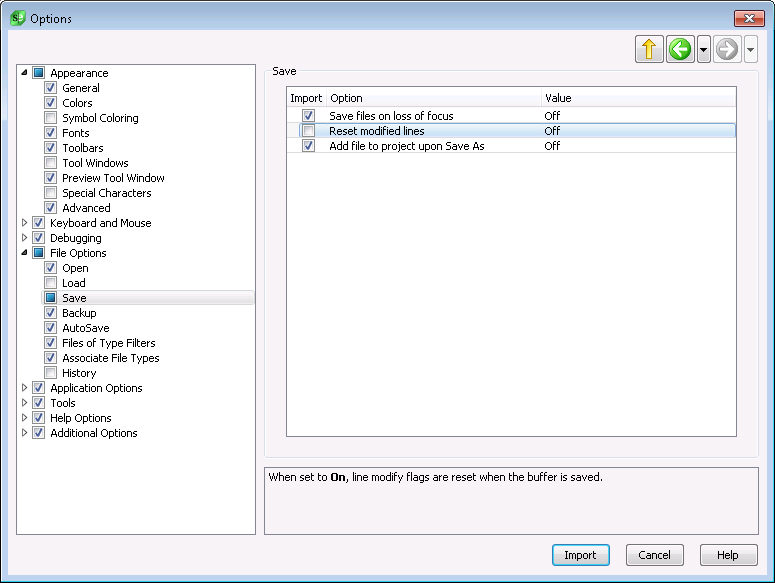 Options
Appearance
General
Colors
Symbol Coloring
Fonts
Toolbars
Tool Windows
Preview Tool Window
Special Characters
Advanced
Keyboard and Mouse
Debugging
File Options
Open
Load
Save
Backup
AutoSave
Files of Type Filters
Associate File Types
History
Application Options
Tools
Help Options
Additional Options
Save
Import Option Value
Save files on loss of focus Off
Reset modified lines Off
Add file to project upon Save As Off
When set to On, line modify flags are reset when the buffer is saved.
Import Cancel Help